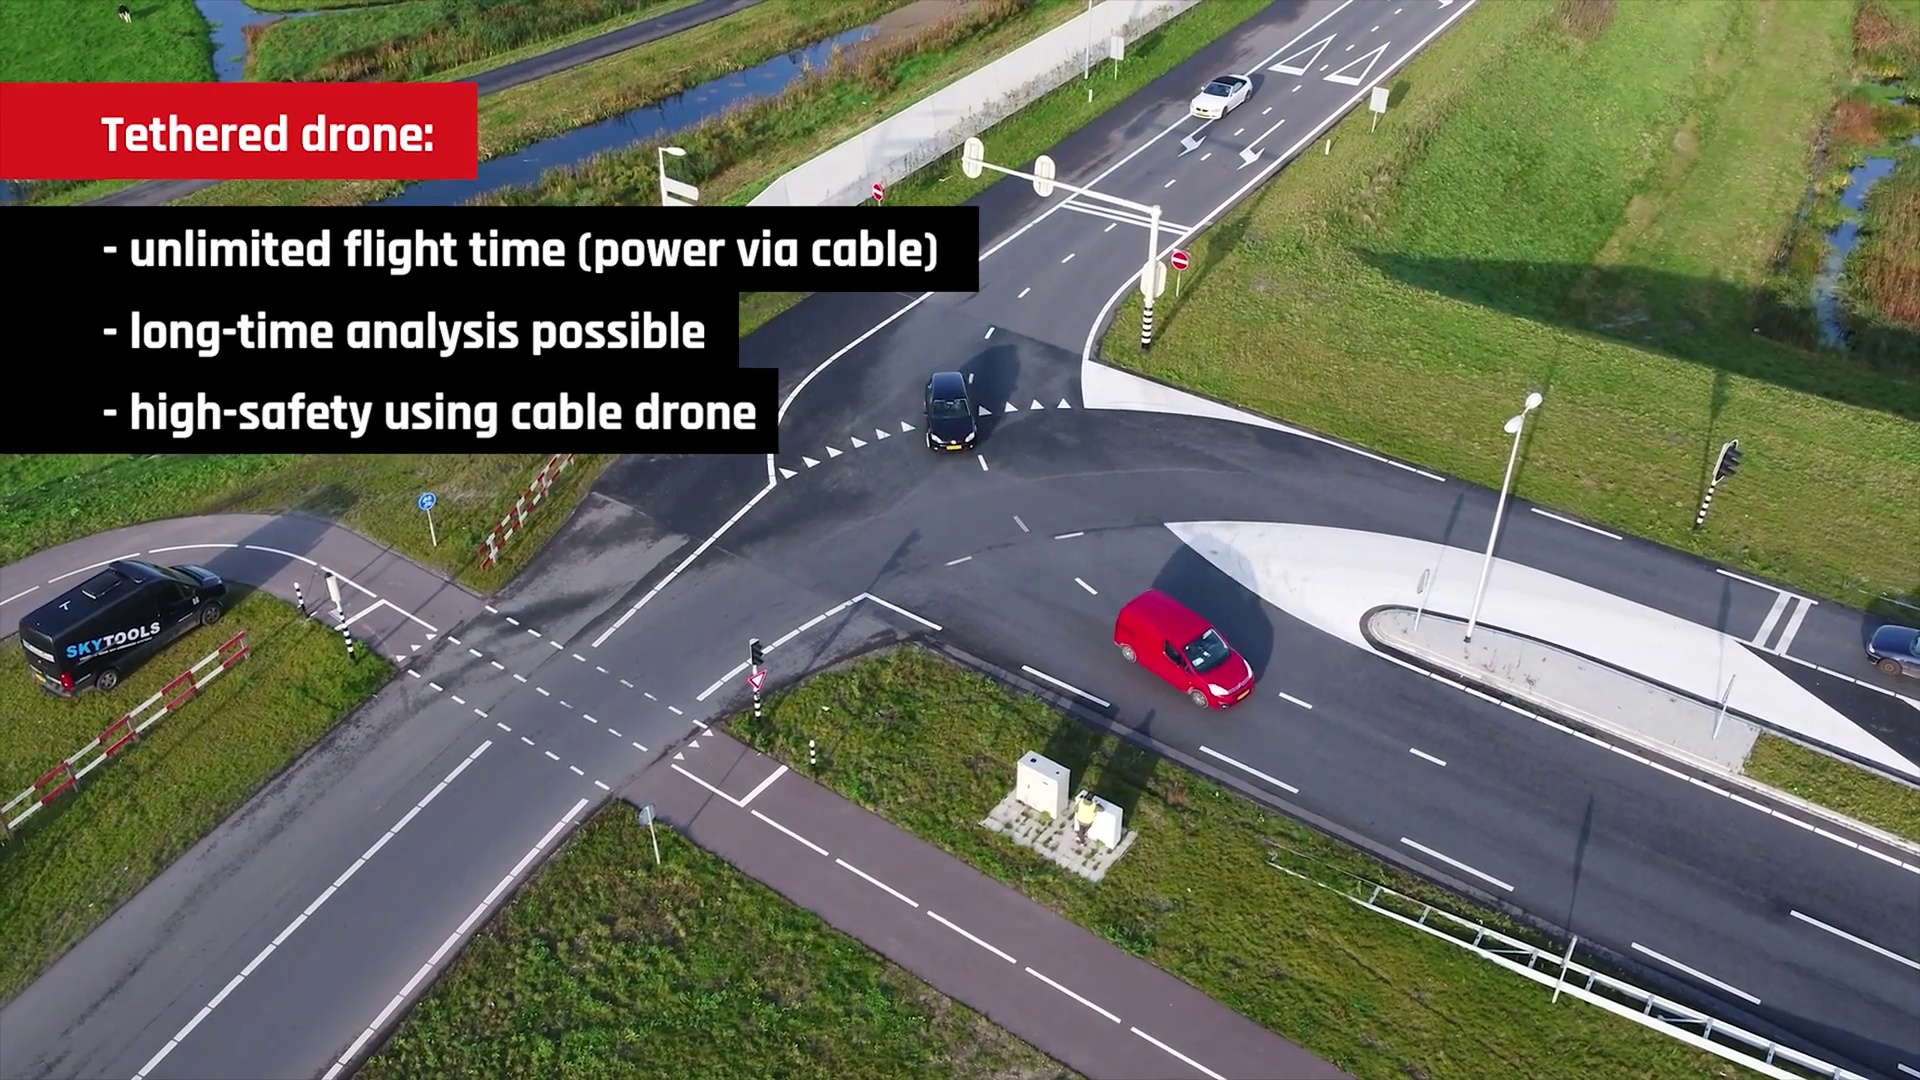 Tethered drone:
- unlimited flight time (power via cable)
- long-time analysis possible
- high-safety using cable drone
SKYTOOLS